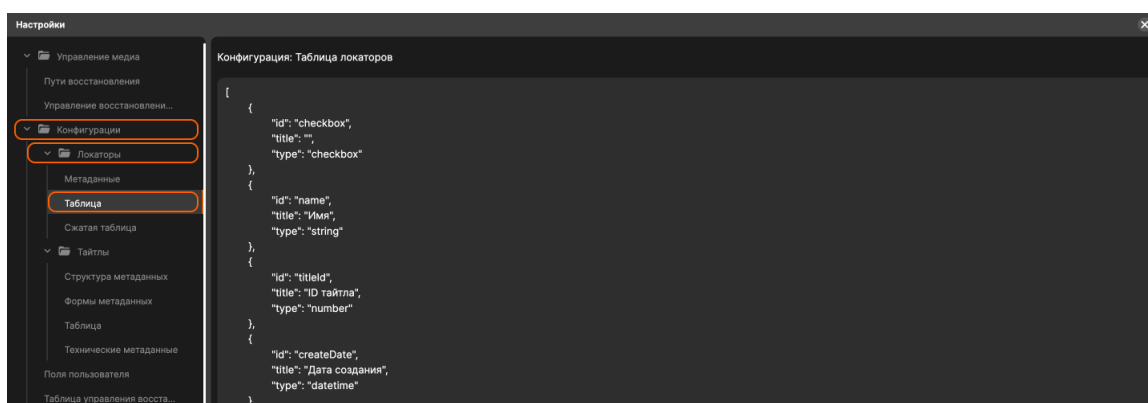 Настройки
Управление медиа
Пути восстановления
Управление восстановлени...
Конфигурации
Локаторы
Метаданные
Таблица
Сжатая таблица
Тайтлы
Структура метаданных
Формы метаданных
Таблица
Технические метаданные
Поля пользователя
Таблица управления восста...
Конфигурация: Таблица локаторов
[
{
"id": "checkbox",
"title": "",
"type": "checkbox"
},
{
"id": "name",
"title": "Имя",
"type": "string"
},
{
"id": "titleId",
"title": "ID тайтла",
"type": "number"
},
{
"id": "createDate",
"title": "Дата создания",
"type": "datetime"
},